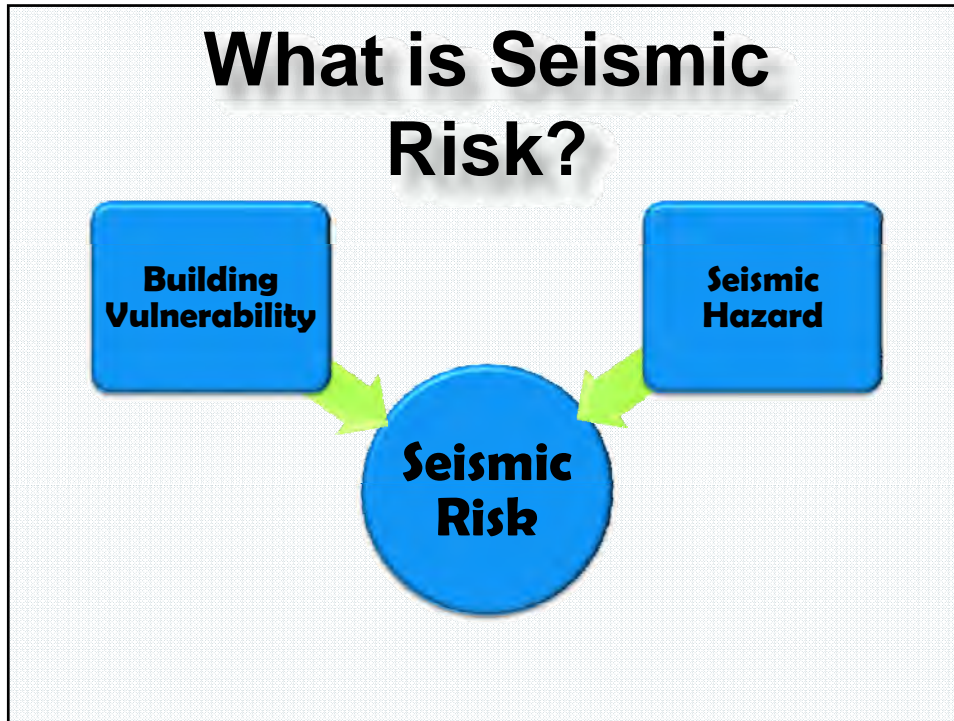 What is Seismic
Risk?
Building
Vulnerability
Seismic
Hazard
Seismic
Risk